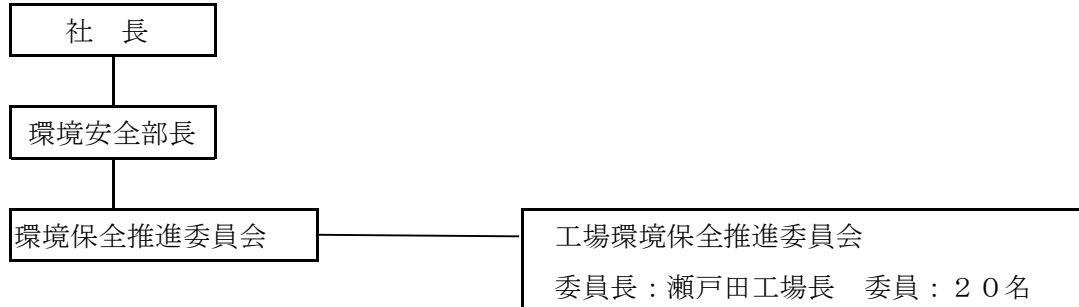 社　長
環境安全部長
環境保全推進委員会
工場環境保全推進委員会
委員長：瀬戸田工場長　委員：２０名